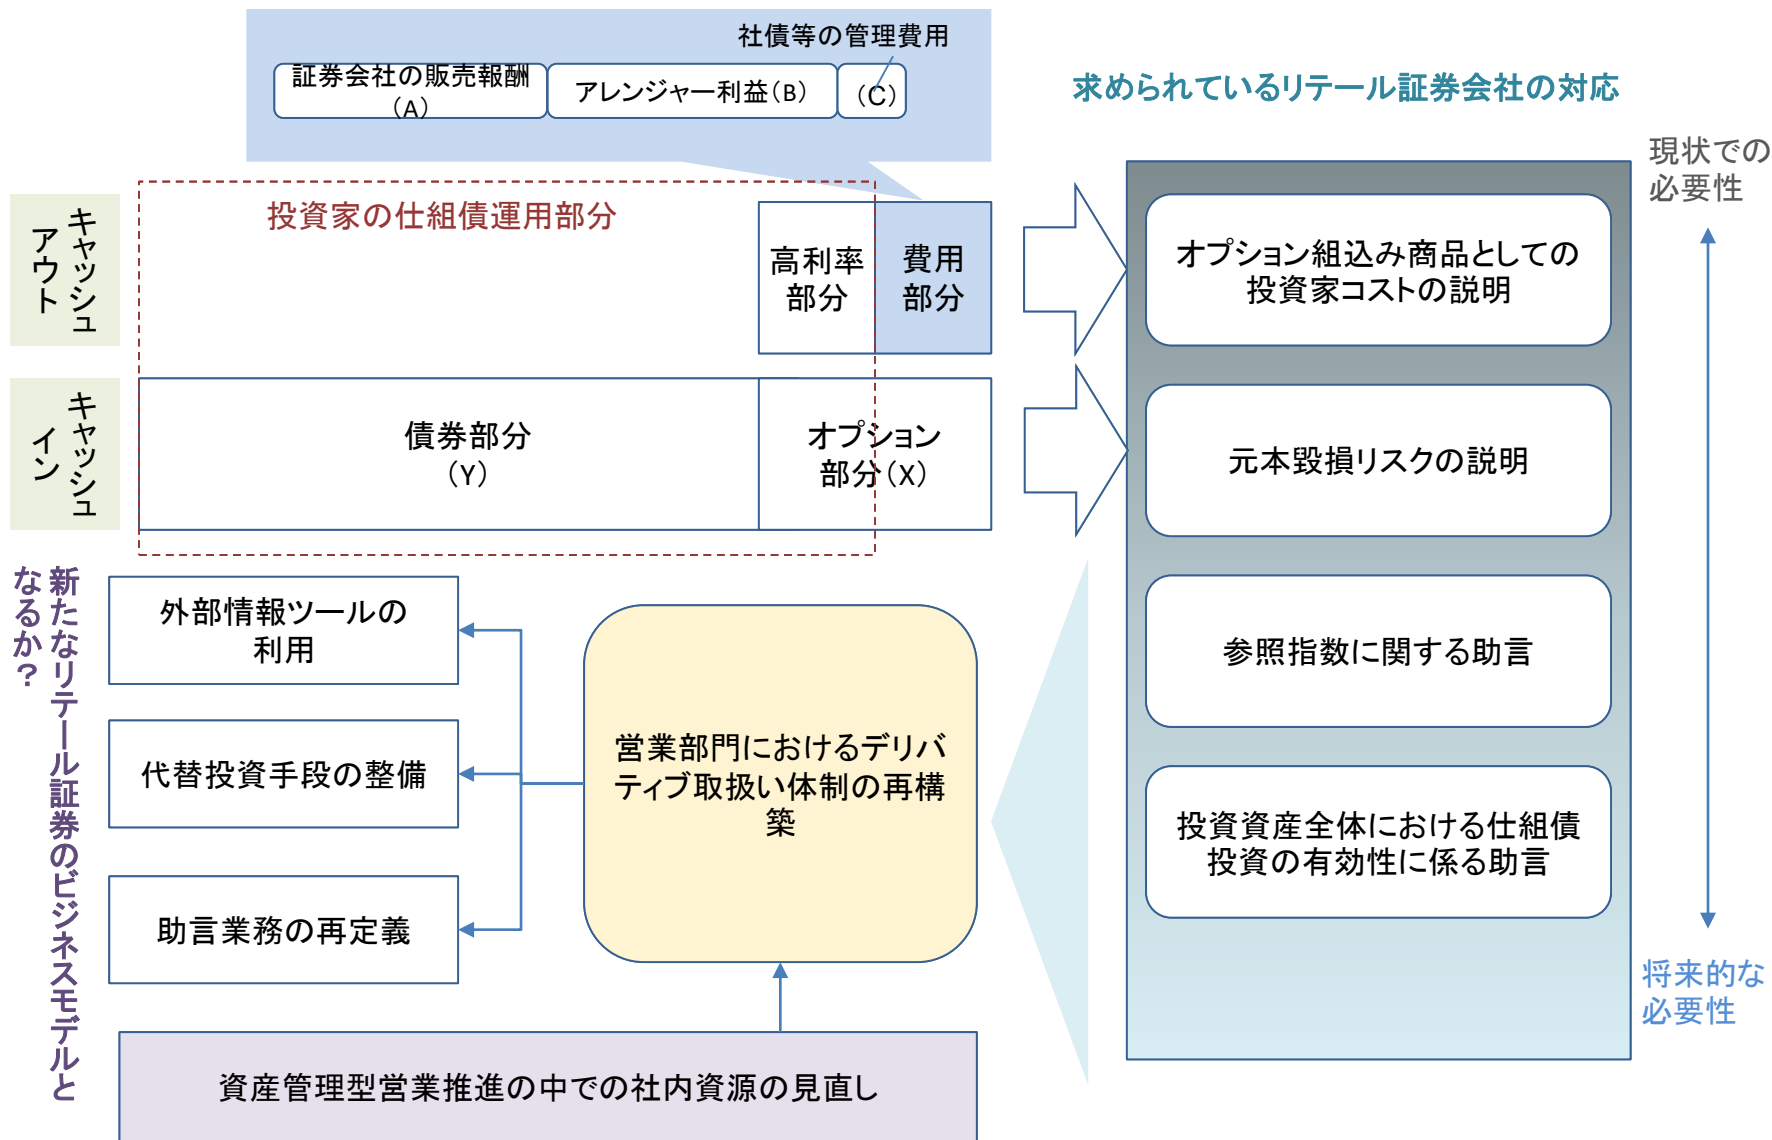 社債等の管理費用
証券会社の販売報酬
(A)
アレンジャー利益(B)
(C)
求められているリテール証券会社の対応
現状での
必要性
キャッシュ
アウト
投資家の仕組債運用部分
高利率
部分
費用
部分
オプション組込み商品としての
投資家コストの説明
キャッシュ
イン
債券部分
(Y)
オプション
部分(X)
元本毀損リスクの説明
新たなリテール証券のビジネスモデルと
なるか?
外部情報ツールの
利用
代替投資手段の整備
助言業務の再定義
営業部門におけるデリバ
ティブ取扱い体制の再構
築
参照指数に関する助言
投資資産全体における仕組債
投資の有効性に係る助言
将来的な
必要性
資産管理型営業推進の中での社内資源の見直し